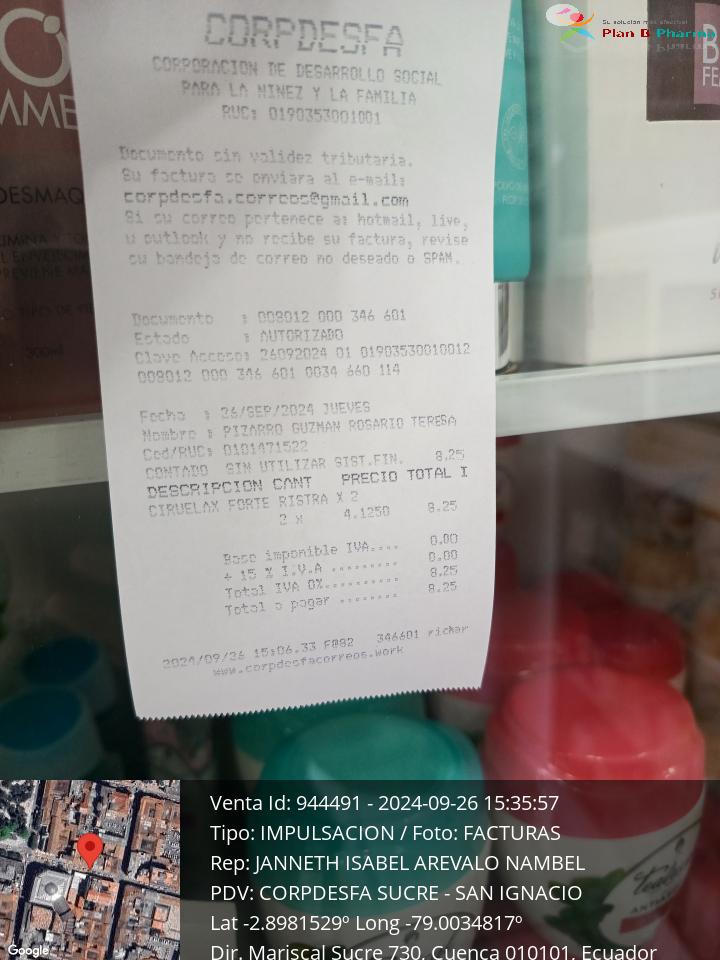 Su solución más efectiva!
Plan B Pharma
CORPDESFA
CORPORACION DE DESARROLLO SOCIAL
PARA LA NINEZ Y LA FAMILIA
RUC: 0190353001001
Documento sin validez tributaria.
Su factura se enviara al e-mail:
corpdesfa.correos@gmail.com
Si su correo pertenece a: hotmail, live,
u outlook y no recibe su factura, revise
su bandeja de correo no deseado o SPAM.
Documento : 008012 000 346 601
Estado : AUTORIZADO
Clave Acceso: 26092024 01 01903530010012
008012 000 346 601 0034 660 114
Fecha : 26/SEP/2024 JUEVES
Nombre : PIZARRO GUZMAN ROSARIO TERESA
Ced/RUC: 0101471522
CONTADO SIN UTILIZAR SIST.FIN. 8.25
DESCRIPCION CANT PRECIO TOTAL I
CIRUELAX FORTE RISTRA X 2
2 x 4.1250 8.25
Base imponible IVA.... 0.00
+ 15 % I.V.A ......... 0.00
Total IVA 0%.......... 8.25
Total a pagar ........ 8.25
2024/09/26 15:06.33 F@82 346601 richar
www.corpdesfacorreos.work
300ml
Venta Id: 944491 - 2024-09-26 15:35:57
Tipo: IMPULSACION / Foto: FACTURAS
Rep: JANNETH ISABEL AREVALO NAMBEL
PDV: CORPDESFA SUCRE - SAN IGNACIO
Lat -2.8981529º Long -79.0034817º
Dir. Mariscal Sucre 730, Cuenca 010101, Ecuador
Google